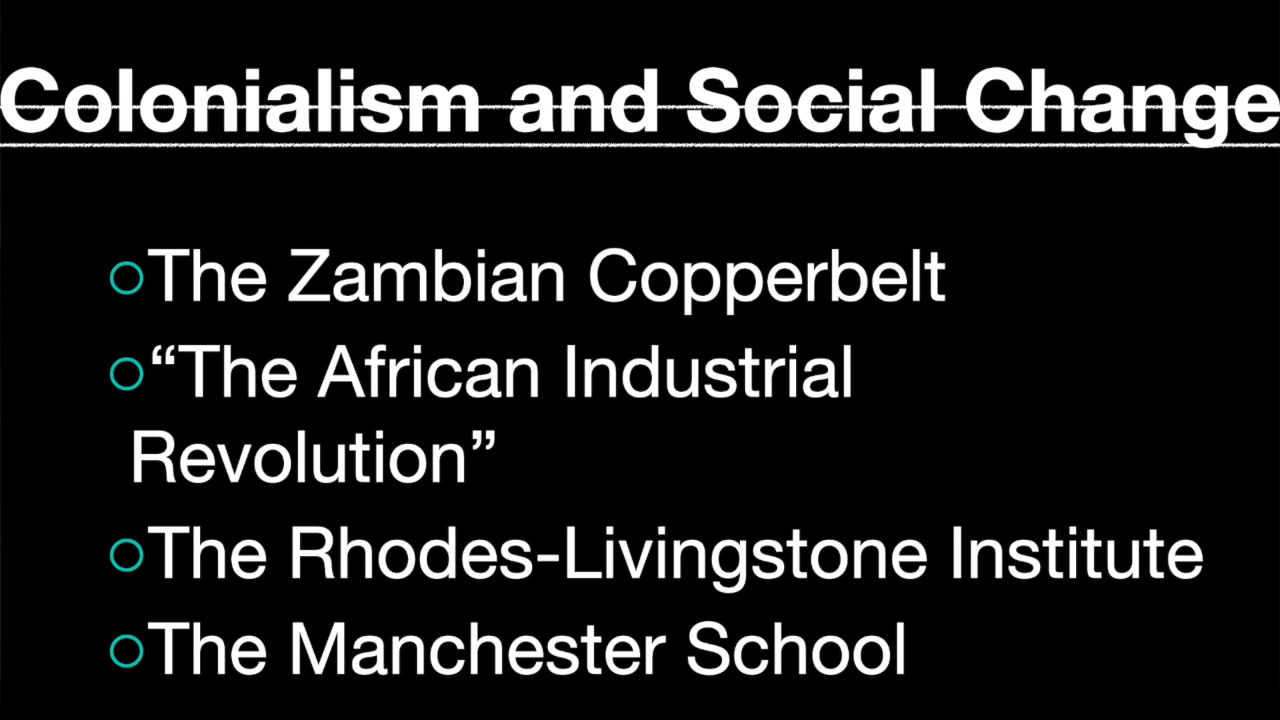 Colonialism and Social Change
The Zambian Copperbelt
“The African Industrial
Revolution”
The Rhodes-Livingstone Institute
The Manchester School